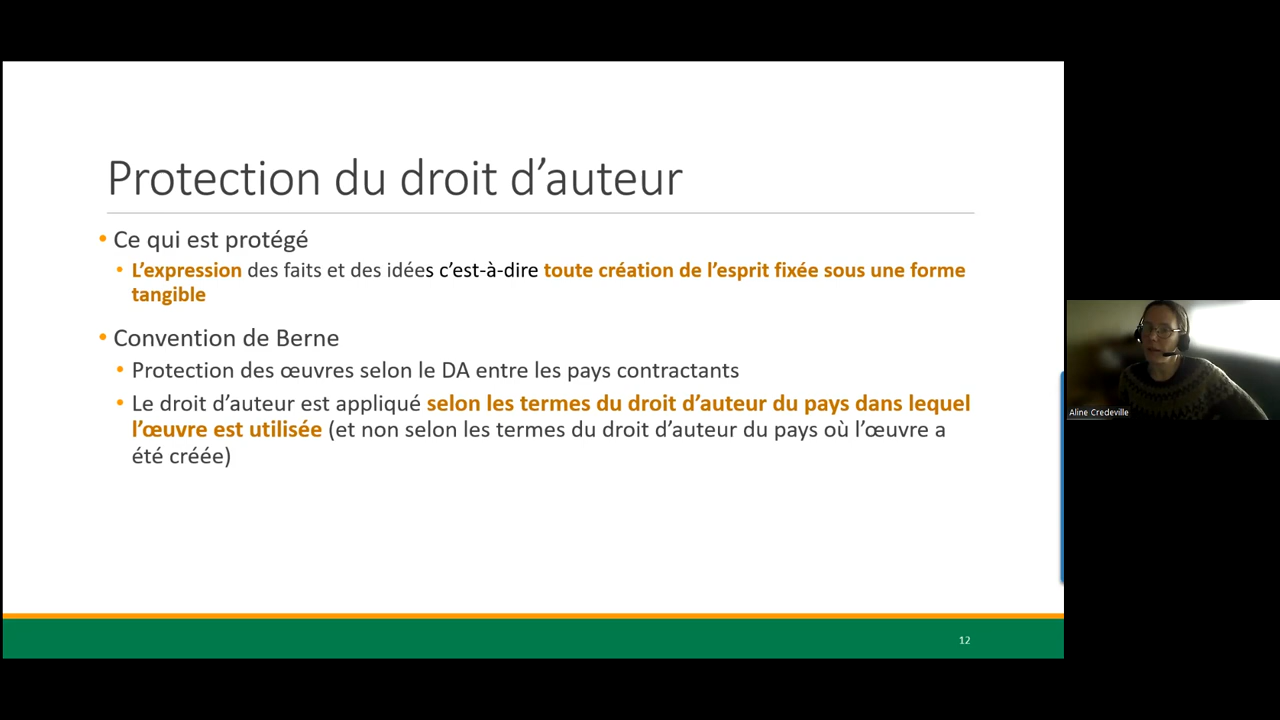 Protection du droit d’auteur
• Ce qui est protégé
• L’expression des faits et des idées c’est-à-dire toute création de l’esprit fixée sous une forme
tangible
• Convention de Berne
• Protection des œuvres selon le DA entre les pays contractants
• Le droit d’auteur est appliqué selon les termes du droit d’auteur du pays dans lequel
l’œuvre est utilisée (et non selon les termes du droit d’auteur du pays où l’œuvre a
été créée)
Aline Credeville
12